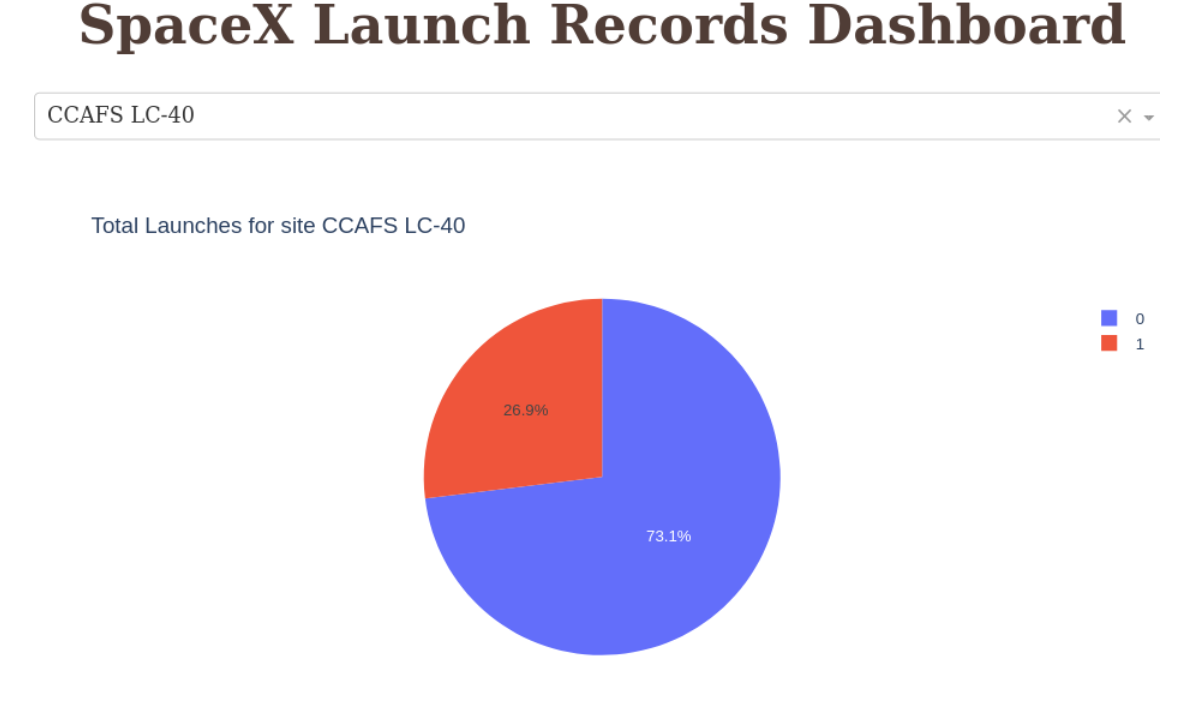 SpaceX Launch Records Dashboard
CCAFS LC-40
Total Launches for site CCAFS LC-40
0
1
26.9%
73.1%